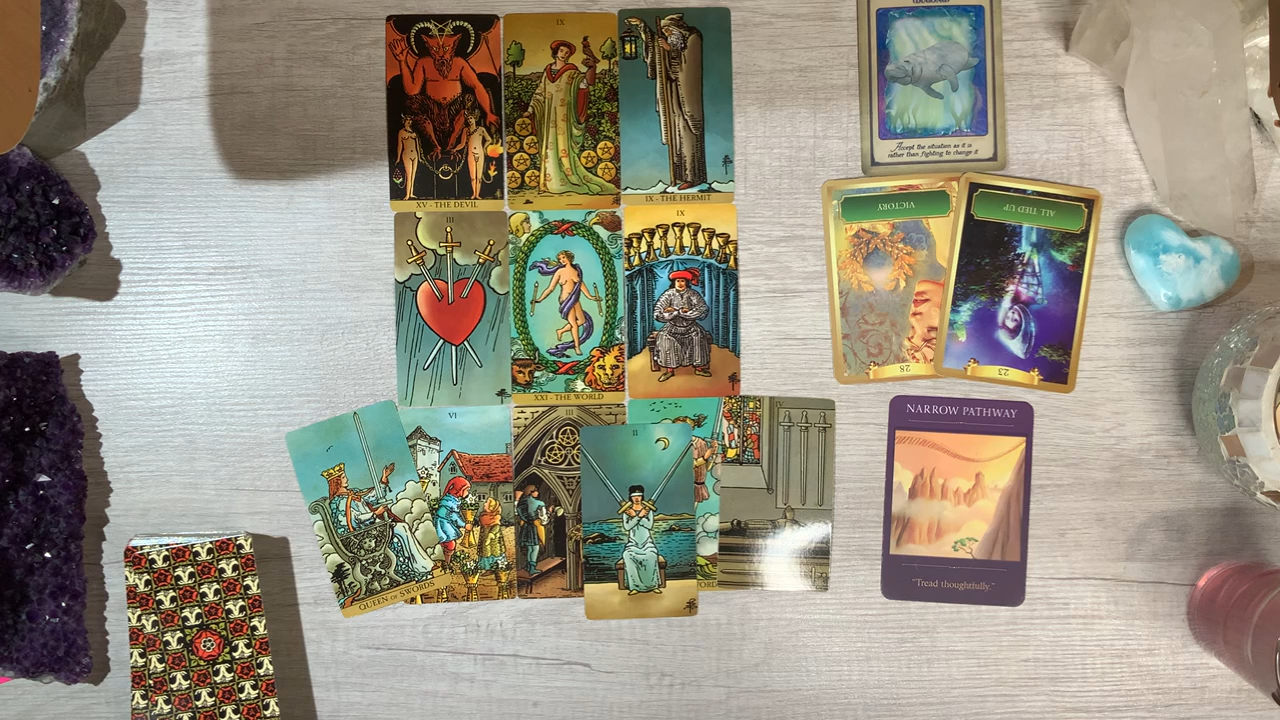 XV - THE DEVIL
IX
IX - THE HERMIT
Accept the situation as it is
rather than fighting to change it
III
XXI - THE WORLD
IX
VICTORY
28
ALL TIED UP
23
QUEEN OF SWORDS
VI
III
II
NARROW PATHWAY
"Tread thoughtfully."